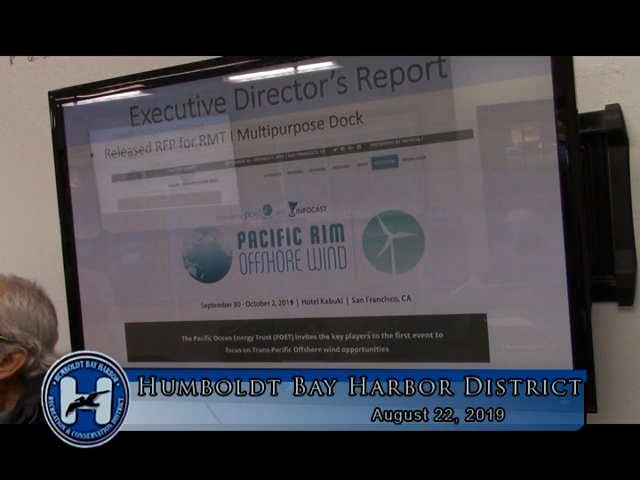 Executive Director's Report
Released RFP for RMT I Multipurpose Dock
REGISTER
poet
INFOCAST
PACIFIC RIM
OFFSHORE WIND
September 30 - October 2, 2019 | Hotel Kabuki | San Francisco, CA
The Pacific Ocean Energy Trust (POET) invites the key players to the first event to
focus on Trans-Pacific Offshore wind opportunities
HUMBOLDT BAY HARBOR
RECREATION & CONSERVATION DISTRICT
H
HUMBOLDT BAY HARBOR DISTRICT
August 22, 2019